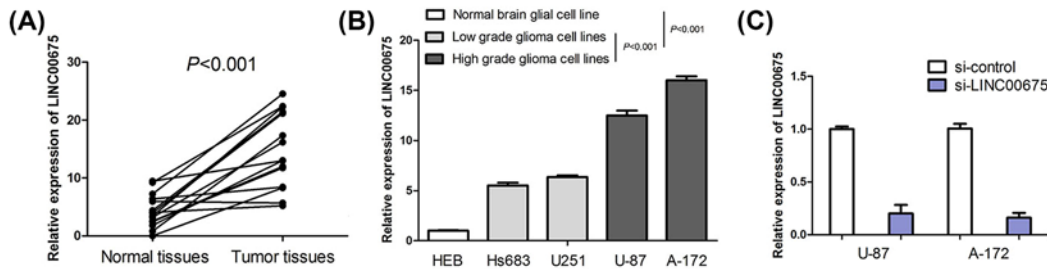 (A)
Relative expression of LINC00675
30
20
10
0
P<0.001
Normal tissues
Tumor tissues
(B)
Normal brain glial cell line
Low grade glioma cell lines
High grade glioma cell lines
P<0.001
P<0.001
Relative expression of LINC00675
20
15
10
5
0
HEB
Hs683
U251
U-87
A-172
(C)
si-control
si-LINC00675
Relative expression of LINC00675
1.5
1.0
0.5
0.0
U-87
A-172